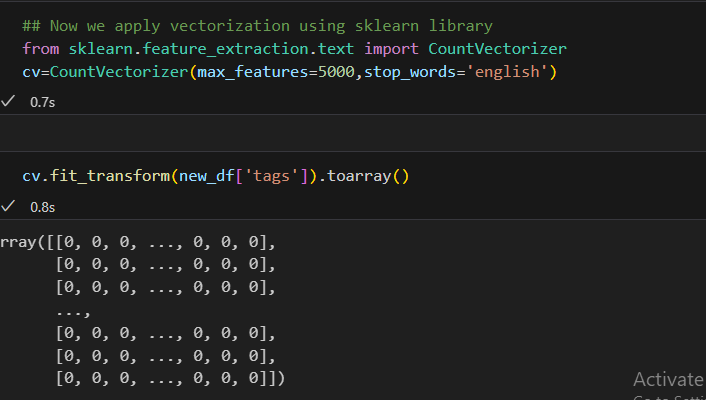 ## Now we apply vectorization using sklearn library
from sklearn.feature_extraction.text import CountVectorizer
cv=CountVectorizer(max_features=5000,stop_words='english')
✓ 0.7s
cv.fit_transform(new_df['tags']).toarray()
✓ 0.8s
rray([[0, 0, 0, ..., 0, 0, 0],
[0, 0, 0, ..., 0, 0, 0],
[0, 0, 0, ..., 0, 0, 0],
...,
[0, 0, 0, ..., 0, 0, 0],
[0, 0, 0, ..., 0, 0, 0],
[0, 0, 0, ..., 0, 0, 0]])
Activate